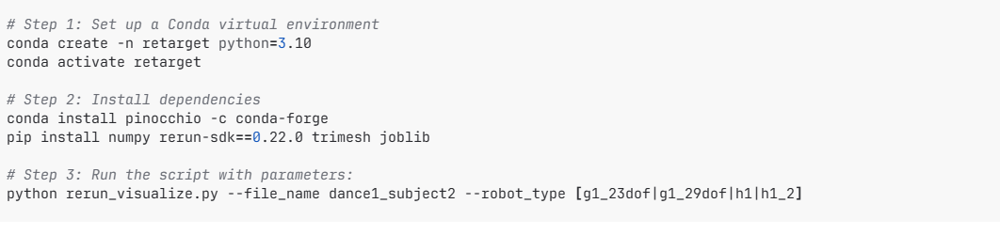 # Step 1: Set up a Conda virtual environment
conda create -n retarget python=3.10
conda activate retarget
# Step 2: Install dependencies
conda install pinocchio -c conda-forge
pip install numpy rerun-sdk==0.22.0 trimesh joblib
# Step 3: Run the script with parameters:
python rerun_visualize.py --file_name dance1_subject2 --robot_type [g1_23dof|g1_29dof|h1|h1_2]